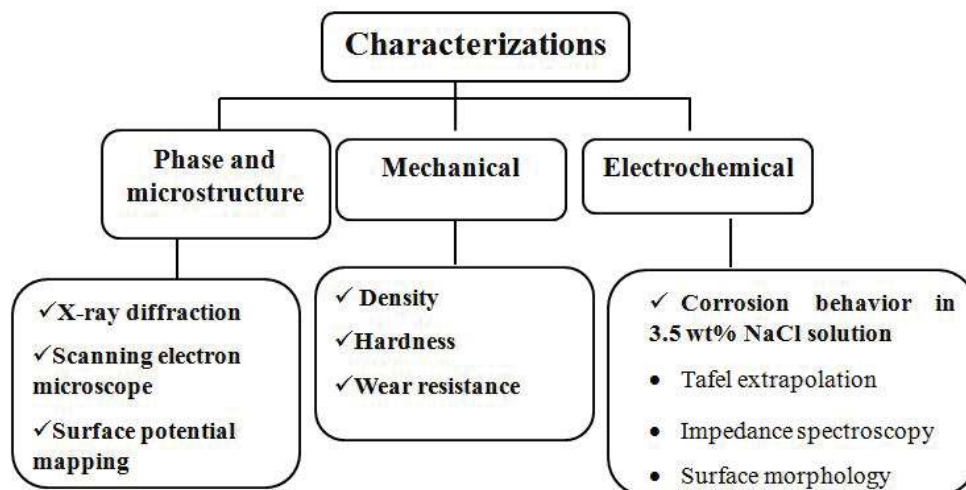 Characterizations
Phase and
microstructure
Mechanical
Electrochemical
✓X-ray diffraction
✓Scanning electron
microscope
✓Surface potential
mapping
✓ Density
✓Hardness
✓Wear resistance
✓ Corrosion behavior in
3.5 wt% NaCl solution
• Tafel extrapolation
• Impedance spectroscopy
• Surface morphology